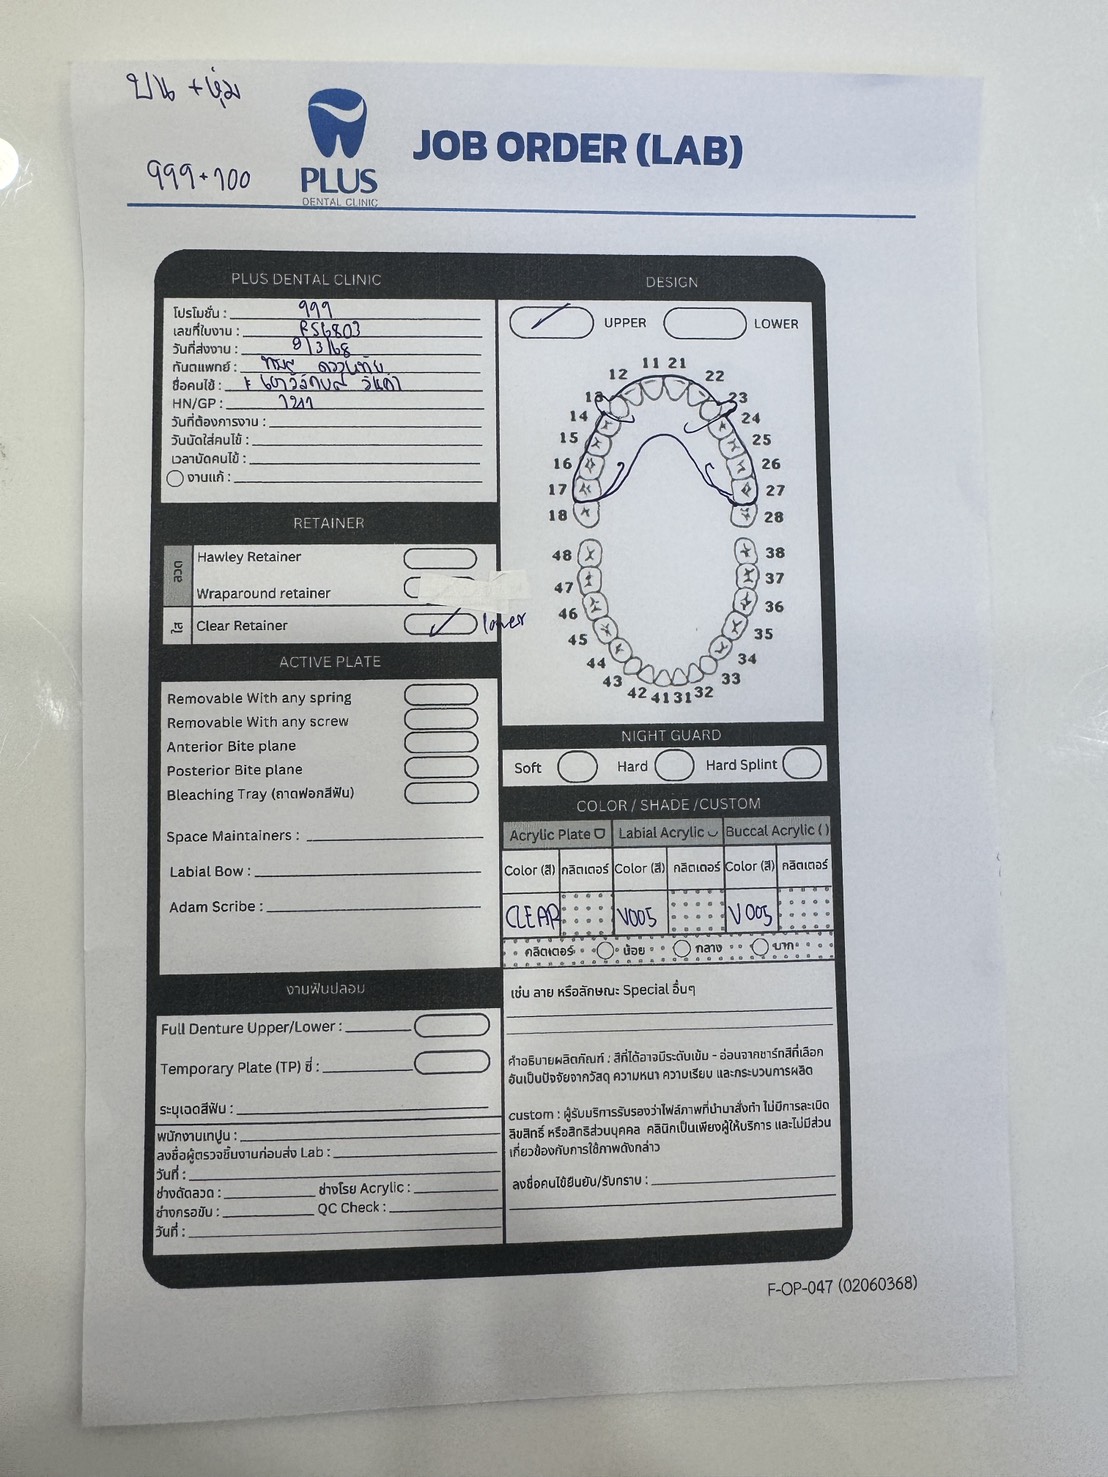 บน +หุ่ม
999+100
PLUS
DENTAL CLINIC
JOB ORDER (LAB)
PLUS DENTAL CLINIC
โปรโมชั่น : 999
เลขที่ใบงาน : PS6803
วันที่ส่งงาน : 8/3/68
ทันตแพทย์ :
ชื่อคนไข้ :
HN/GP :
วันที่ต้องการงาน :
วันนัดใส่คนไข้ :
เวลานัดคนไข้ :
งานแก้ :
RETAINER
ลวด
Hawley Retainer
Wraparound retainer
ใส
Clear Retainer lower
ACTIVE PLATE
Removable With any spring
Removable With any screw
Anterior Bite plane
Posterior Bite plane
Bleaching Tray (ถาดฟอกสีฟัน)
Space Maintainers :
Labial Bow :
Adam Scribe :
งานฟันปลอม
Full Denture Upper/Lower :
Temporary Plate (TP) ซี่ :
ระบุเฉดสีฟัน :
พนักงานเทปูน :
ลงชื่อผู้ตรวจชิ้นงานก่อนส่ง Lab :
วันที่ :
ช่างดัดลวด : ช่างโรย Acrylic :
ช่างกรอขัน : QC Check :
วันที่ :
DESIGN
UPPER LOWER
11 21
12 22
13 23
14 24
15 25
16 26
17 27
18 28
48 38
47 37
46 36
45 35
44 34
43 33
42 41 31 32
NIGHT GUARD
Soft Hard Hard Splint
COLOR / SHADE /CUSTOM
Acrylic Plate Labial Acrylic Buccal Acrylic ( )
Color (สี) กลิตเตอร์ Color (สี) กลิตเตอร์ Color (สี) กลิตเตอร์
CLEAR V005 V005
กลิตเตอร์ น้อย กลาง มาก
เช่น ลาย หรือลักษณะ Special อื่นๆ
คำอธิบายผลิตภัณฑ์ : สีที่ได้อาจมีระดับเข้ม - อ่อนจากชาร์ทสีที่เลือก
อันเป็นปัจจัยจากวัสดุ ความหนา ความเรียบ และกระบวนการผลิต
custom : ผู้รับบริการรับรองว่าไฟล์ภาพที่นำมาสั่งทำ ไม่มีการละเมิด
ลิขสิทธิ์ หรือสิทธิส่วนบุคคล คลินิกเป็นเพียงผู้ให้บริการ และไม่มีส่วน
เกี่ยวข้องกับการใช้ภาพดังกล่าว
ลงชื่อคนไข้ยืนยัน/รับทราบ :
F-OP-047 (02060368)